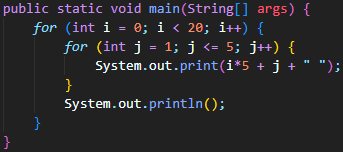 public static void main(String[] args) {
    for (int i = 0; i < 20; i++) {
        for (int j = 1; j <= 5; j++) {
            System.out.print(i*5 + j + " ");
        }
        System.out.println();
    }
}